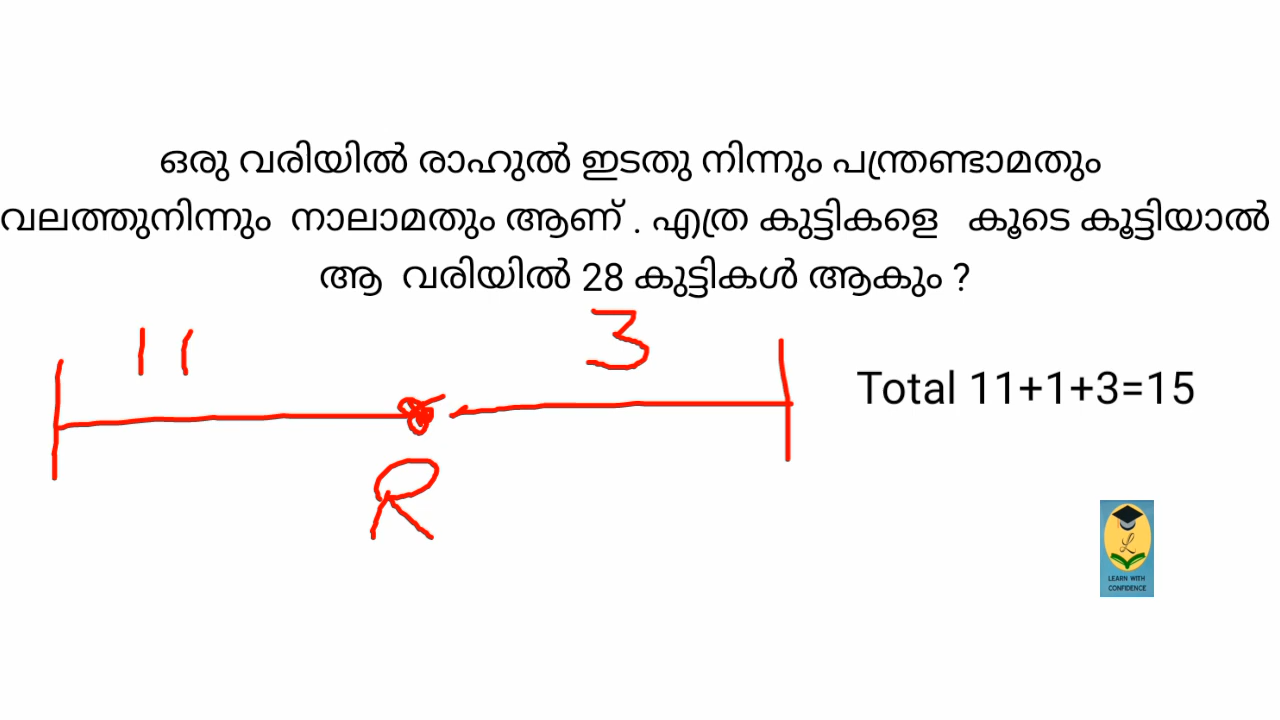 ഒരു വരിയിൽ രാഹുൽ ഇടതു നിന്നും പന്ത്രണ്ടാമതും
വലത്തുനിന്നും നാലാമതും ആണ് . എത്ര കുട്ടികളെ കൂടെ കൂട്ടിയാൽ
ആ വരിയിൽ 28 കുട്ടികൾ ആകും ?
11 3
Total 11+1+3=15
R
L
LEARN WITH
CONFIDENCE